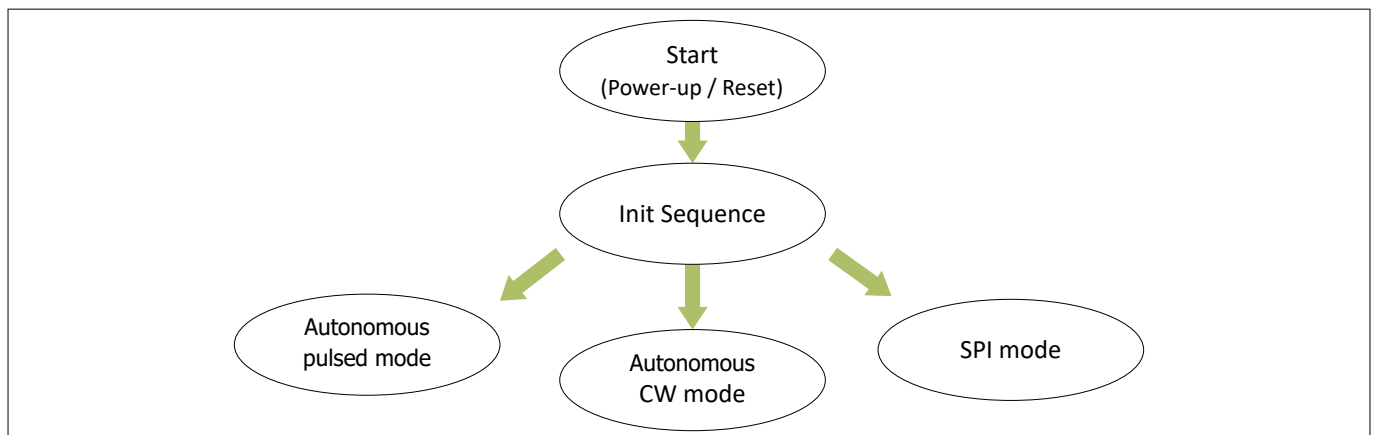 Start
(Power-up / Reset)
Init Sequence
Autonomous
pulsed mode
Autonomous
CW mode
SPI mode